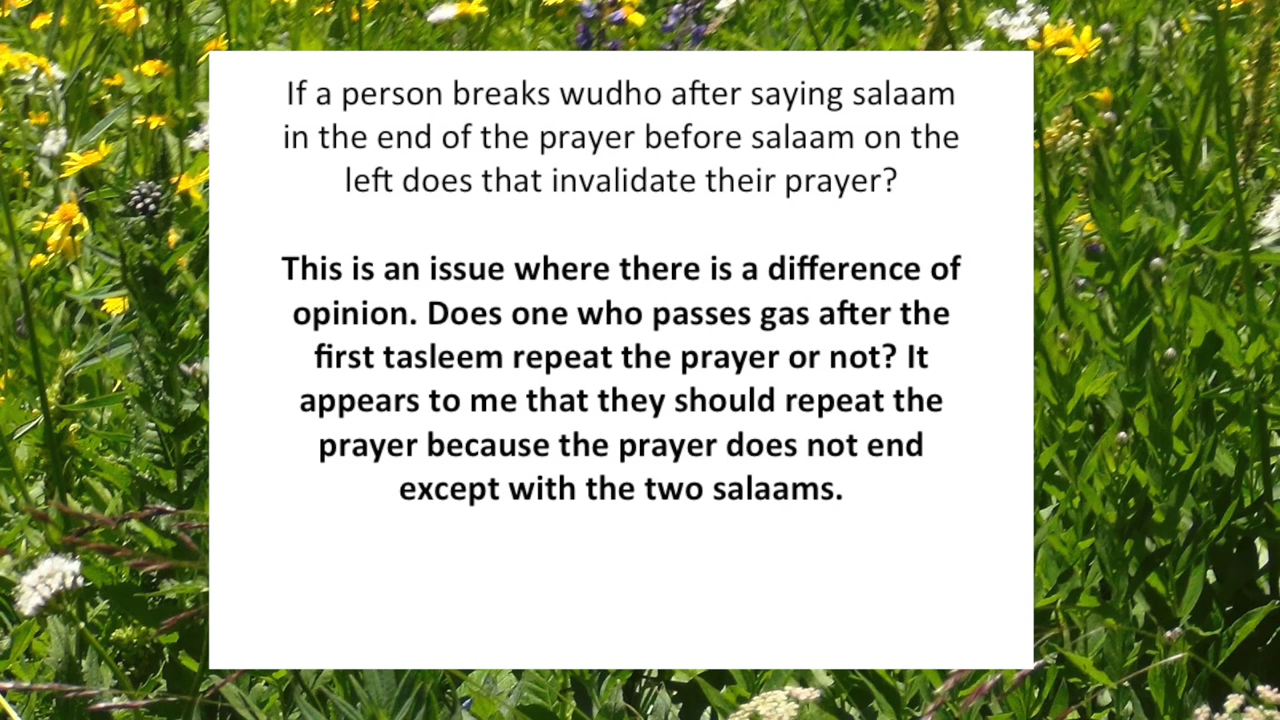 If a person breaks wudho after saying salaam
in the end of the prayer before salaam on the
left does that invalidate their prayer?
This is an issue where there is a difference of
opinion. Does one who passes gas after the
first tasleem repeat the prayer or not? It
appears to me that they should repeat the
prayer because the prayer does not end
except with the two salaams.